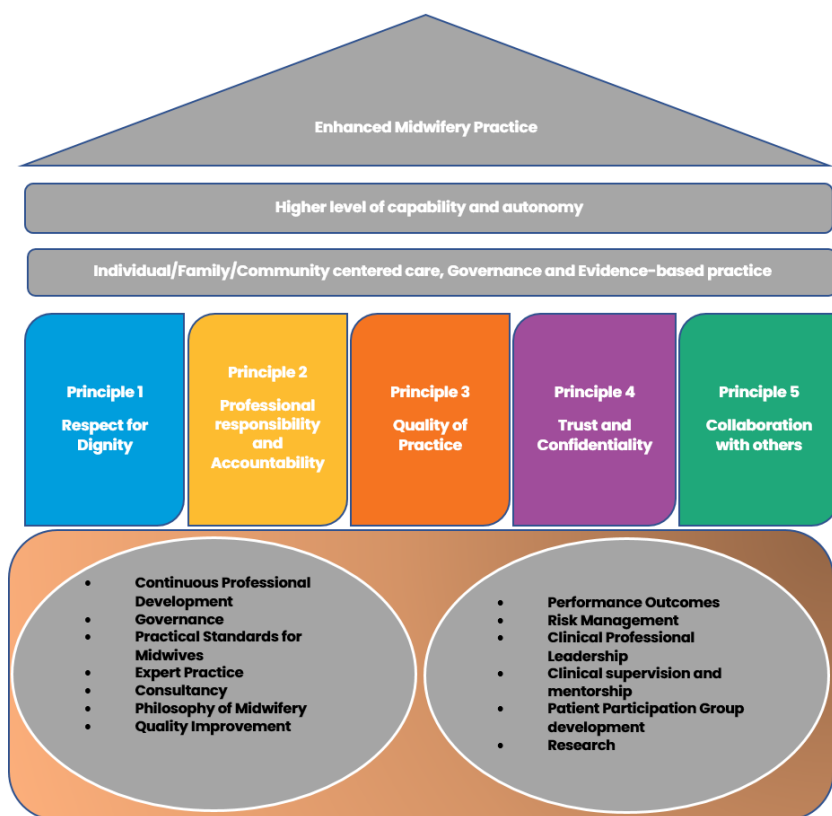 Enhanced Midwifery Practice
Higher level of capability and autonomy
Individual/Family/Community centered care, Governance and Evidence-based practice
Principle 1
Respect for
Dignity
Principle 2
Professional
responsibility
and
Accountability
Principle 3
Quality of
Practice
Principle 4
Trust and
Confidentiality
Principle 5
Collaboration
with others
• Continuous Professional
Development
• Governance
• Practical Standards for
Midwives
• Expert Practice
• Consultancy
• Philosophy of Midwifery
• Quality Improvement
• Performance Outcomes
• Risk Management
• Clinical Professional
Leadership
• Clinical supervision and
mentorship
• Patient Participation Group
development
• Research